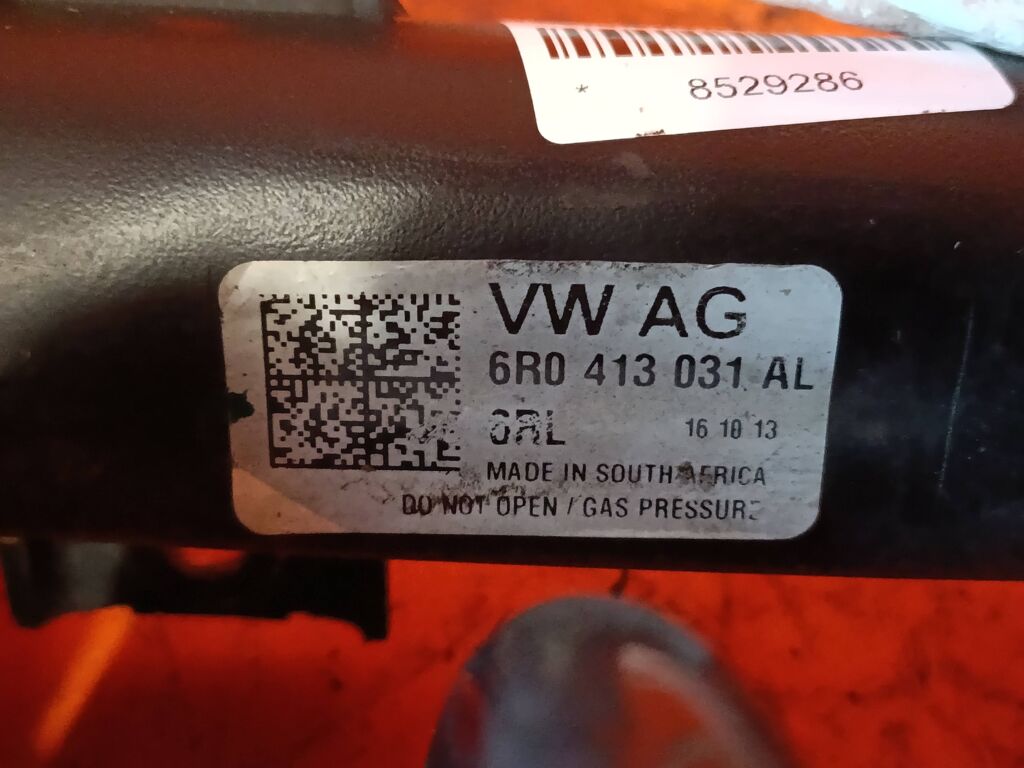 * 8529286
VW AG
6R0 413 031 AL
6RL 16 10 13
MADE IN SOUTH AFRICA
DO NOT OPEN / GAS PRESSURE